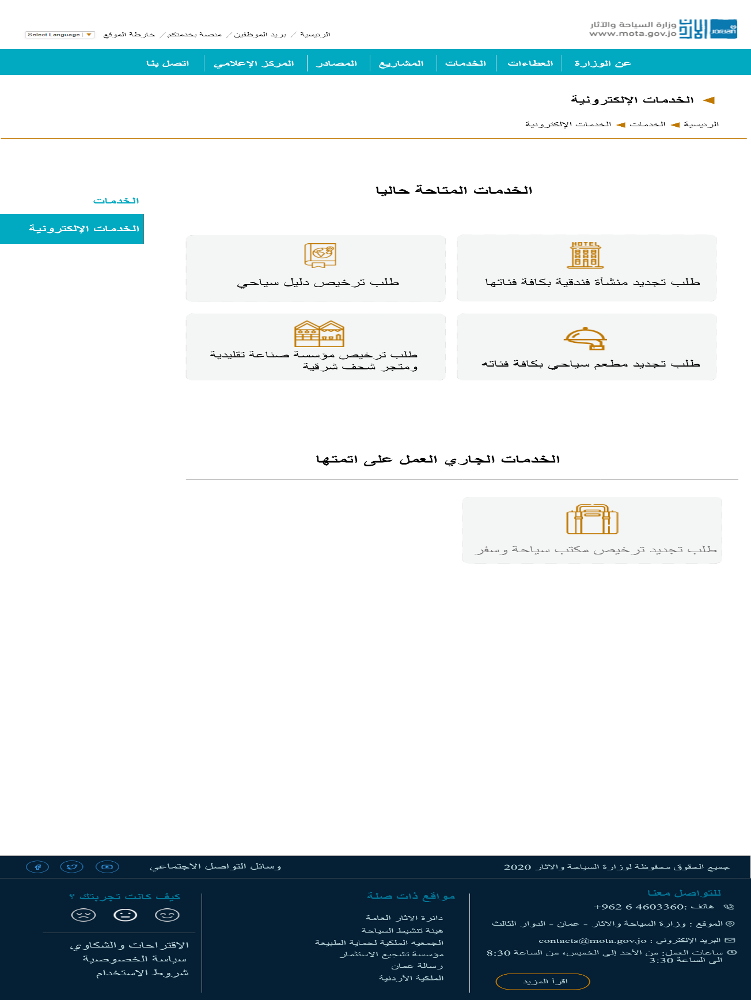 وزارة السياحة والآثار
www.mota.gov.jo
الأردن
Jordan
الرئيسية / بريد الموظفين / منصة بخدمتكم / خارطة الموقع
Select Language
عن الوزارة
العطاءات
الخدمات
المشاريع
المصادر
المركز الإعلامي
اتصل بنا
الخدمات الإلكترونية
الرئيسية ◄ الخدمات ◄ الخدمات الإلكترونية
الخدمات المتاحة حاليا
الخدمات
الخدمات الإلكترونية
HOTEL
طلب تجديد منشأة فندقية بكافة فئاتها
طلب ترخيص دليل سياحي
طلب تجديد مطعم سياحي بكافة فئاته
طلب ترخيص مؤسسة صناعة تقليدية
ومتجر شحف شرقية
الخدمات الجاري العمل على اتمتها
طلب تجديد ترخيص مكتب سياحة وسفر
جميع الحقوق محفوظة لوزارة السياحة والاثار 2020
وسائل التواصل الاجتماعي
للتواصل معنا
هاتف :4603360 6 962+
الموقع : وزارة السياحة والاثار - عمان - الدوار الثالث
البريد الإلكتروني : contacts@mota.gov.jo
ساعات العمل: من الأحد إلى الخميس، من الساعة 8:30
الى الساعة 3:30
اقرأ المزيد
مواقع ذات صلة
دائرة الاثار العامة
هيئة تنشيط السياحة
الجمعيه الملكية لحماية الطبيعة
مؤسسة تشجيع الاستثمار
رسالة عمان
الملكية الأردنية
كيف كانت تجربتك ؟
الاقتراحات والشكاوي
سياسة الخصوصية
شروط الاستخدام